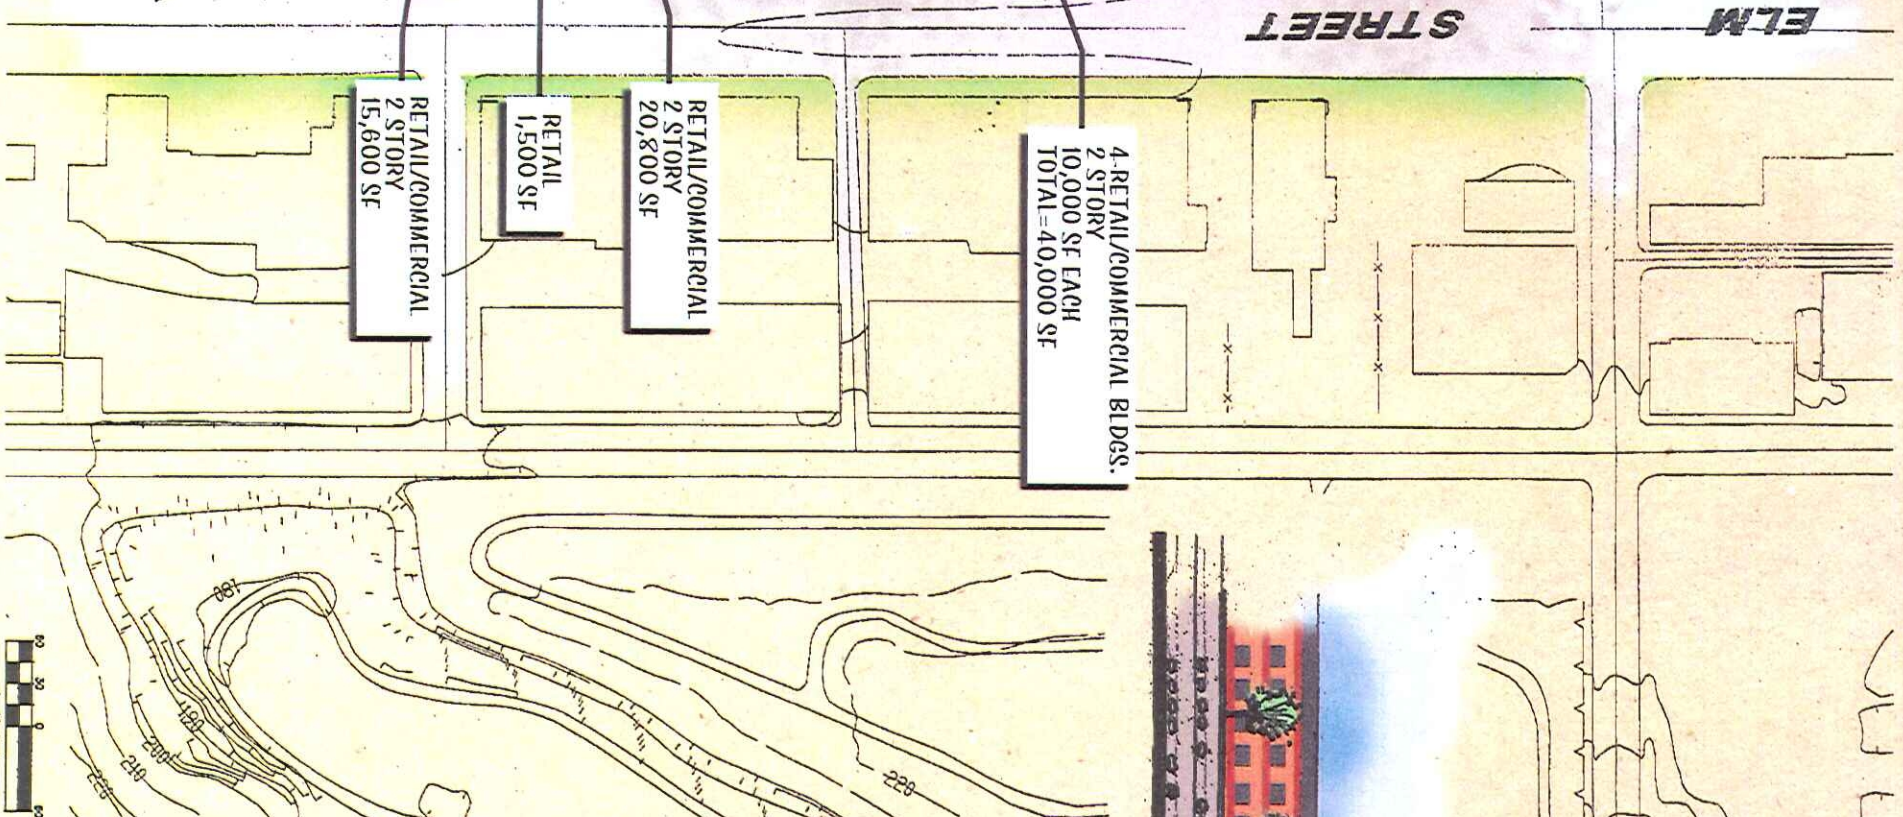 ELM STREET
RETAIL/COMMERCIAL
2 STORY
15,600 SF
RETAIL
1,500 SF
RETAIL/COMMERCIAL
2 STORY
20,800 SF
4-RETAIL/COMMERCIAL BLDGS.
2 STORY
10,000 SF EACH
TOTAL=40,000 SF
180
190
200
210
220
220